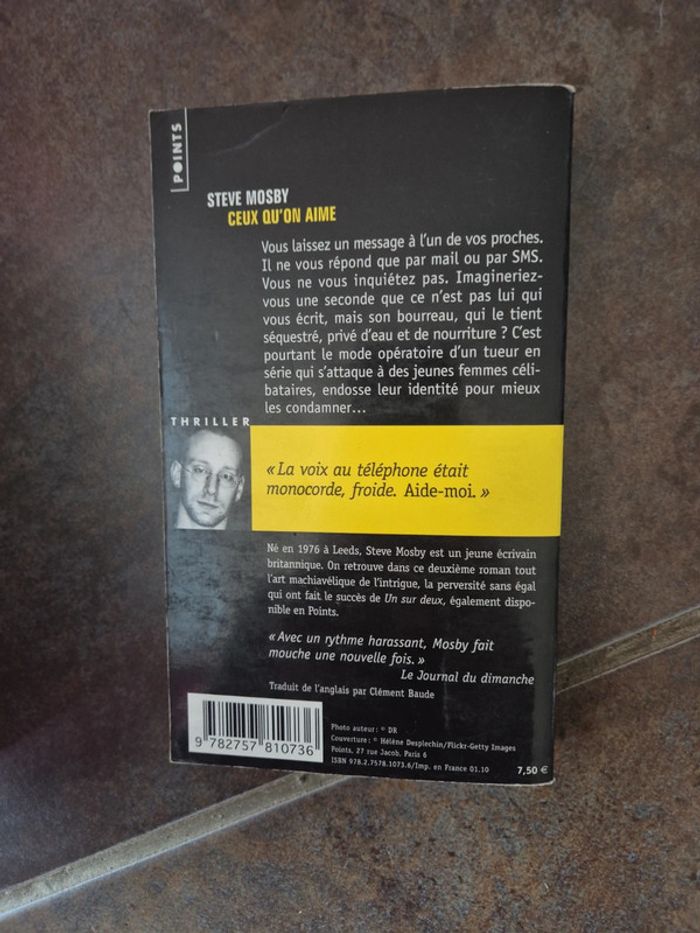 POINTS
STEVE MOSBY
CEUX QU'ON AIME
Vous laissez un message à l'un de vos proches.
Il ne vous répond que par mail ou par SMS.
Vous ne vous inquiétez pas. Imagineriez-
vous une seconde que ce n'est pas lui qui
vous écrit, mais son bourreau, qui le tient
séquestré, privé d'eau et de nourriture ? C'est
pourtant le mode opératoire d'un tueur en
série qui s'attaque à des jeunes femmes céli-
bataires, endosse leur identité pour mieux
les condamner...
THRILLER
« La voix au téléphone était
monocorde, froide. Aide-moi. »
Né en 1976 à Leeds, Steve Mosby est un jeune écrivain
britannique. On retrouve dans ce deuxième roman tout
l'art machiavélique de l'intrigue, la perversité sans égal
qui ont fait le succès de Un sur deux, également dispo-
nible en Points.
« Avec un rythme harassant, Mosby fait
mouche une nouvelle fois. »
Le Journal du dimanche
Traduit de l'anglais par Clément Baude
9 782757 810736
Photo auteur : © DR
Couverture : © Hélène Desplechin/Flickr-Getty Images
Points, 27 rue Jacob, Paris 6
ISBN 978.2.7578.1073.6/Imp. en France 01.10
7,50 €